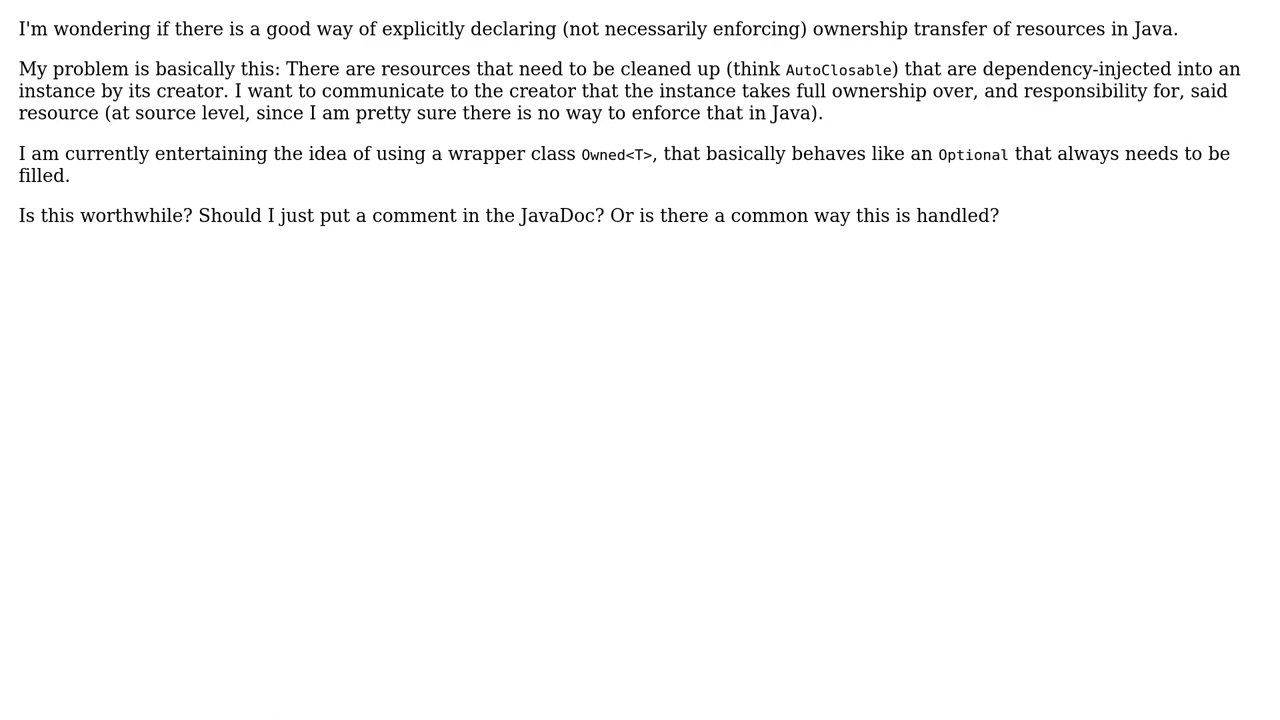 I'm wondering if there is a good way of explicitly declaring (not necessarily enforcing) ownership transfer of resources in Java.
My problem is basically this: There are resources that need to be cleaned up (think AutoClosable) that are dependency-injected into an
instance by its creator. I want to communicate to the creator that the instance takes full ownership over, and responsibility for, said
resource (at source level, since I am pretty sure there is no way to enforce that in Java).
I am currently entertaining the idea of using a wrapper class Owned<T>, that basically behaves like an Optional that always needs to be
filled.
Is this worthwhile? Should I just put a comment in the JavaDoc? Or is there a common way this is handled?